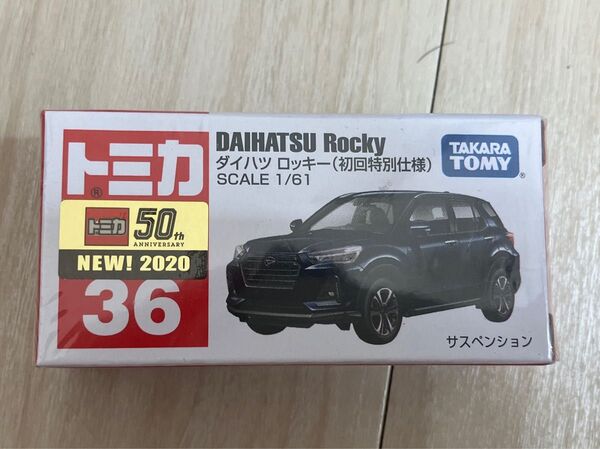 トミカ
®
トミカ 50th
ANNIVERSARY
NEW! 2020
36
DAIHATSU Rocky
ダイハツ ロッキー(初回特別仕様)
SCALE 1/61
TAKARA
TOMY®
サスペンション